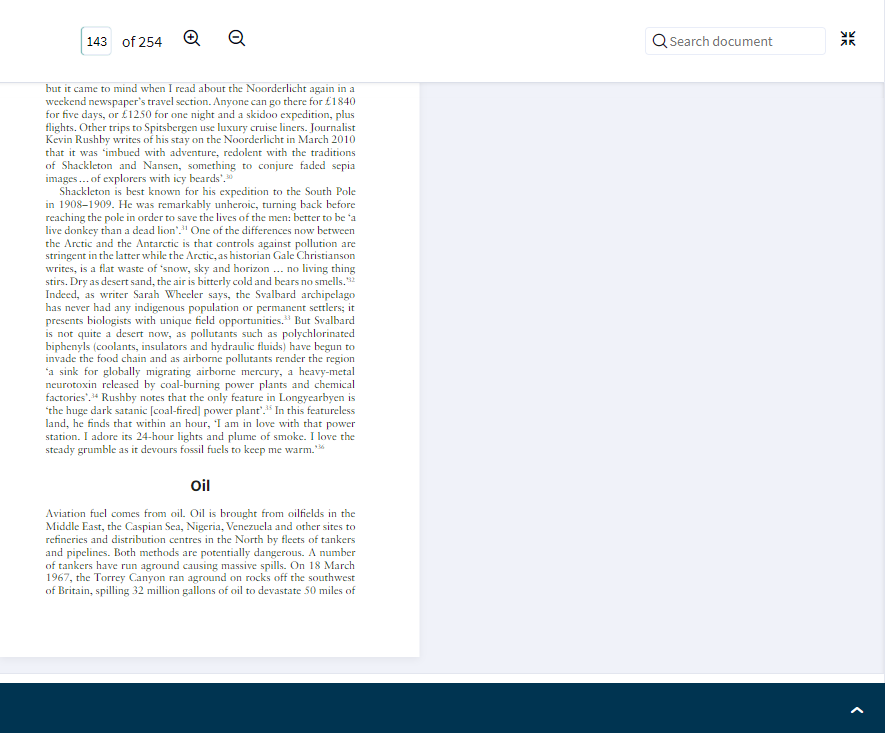 143 of 254
Search document
but it came to mind when I read about the Noorderlicht again in a
weekend newspaper's travel section. Anyone can go there for £1840
for five days, or £1250 for one night and a skidoo expedition, plus
flights. Other trips to Spitsbergen use luxury cruise liners. Journalist
Kevin Rushby writes of his stay on the Noorderlicht in March 2010
that it was 'imbued with adventure, redolent with the traditions
of Shackleton and Nansen, something to conjure faded sepia
images ... of explorers with icy beards'.30
Shackleton is best known for his expedition to the South Pole
in 1908–1909. He was remarkably unheroic, turning back before
reaching the pole in order to save the lives of the men: better to be 'a
live donkey than a dead lion'.31 One of the differences now between
the Arctic and the Antarctic is that controls against pollution are
stringent in the latter while the Arctic, as historian Gale Christianson
writes, is a flat waste of 'snow, sky and horizon ... no living thing
stirs. Dry as desert sand, the air is bitterly cold and bears no smells.'32
Indeed, as writer Sarah Wheeler says, the Svalbard archipelago
has never had any indigenous population or permanent settlers; it
presents biologists with unique field opportunities.33 But Svalbard
is not quite a desert now, as pollutants such as polychlorinated
biphenyls (coolants, insulators and hydraulic fluids) have begun to
invade the food chain and as airborne pollutants render the region
'a sink for globally migrating airborne mercury, a heavy-metal
neurotoxin released by coal-burning power plants and chemical
factories'.34 Rushby notes that the only feature in Longyearbyen is
'the huge dark satanic [coal-fired] power plant'.35 In this featureless
land, he finds that within an hour, 'I am in love with that power
station. I adore its 24-hour lights and plume of smoke. I love the
steady grumble as it devours fossil fuels to keep me warm.'36
Oil
Aviation fuel comes from oil. Oil is brought from oilfields in the
Middle East, the Caspian Sea, Nigeria, Venezuela and other sites to
refineries and distribution centres in the North by fleets of tankers
and pipelines. Both methods are potentially dangerous. A number
of tankers have run aground causing massive spills. On 18 March
1967, the Torrey Canyon ran aground on rocks off the southwest
of Britain, spilling 32 million gallons of oil to devastate 50 miles of